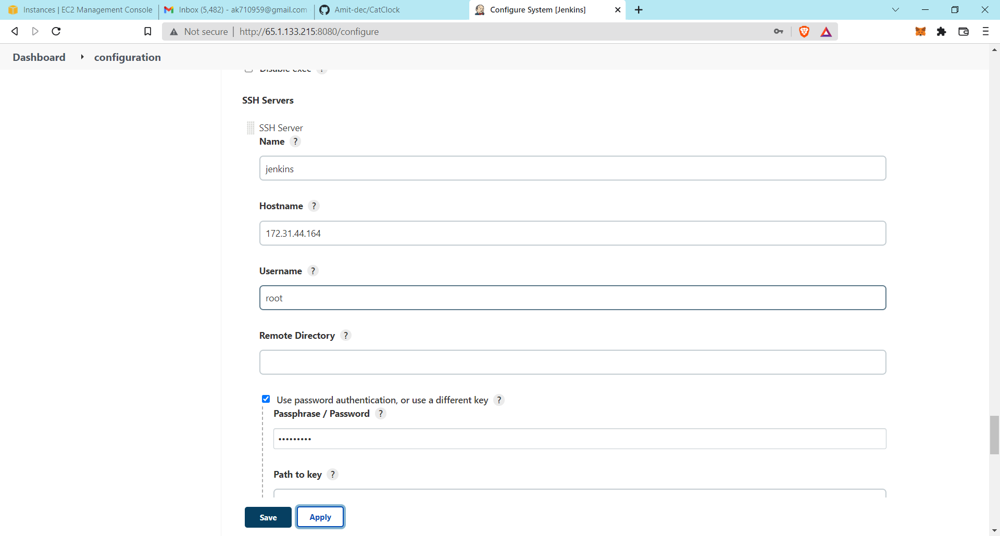 Instances | EC2 Management Console
Inbox (5,482) - ak710959@gmail.com
Amit-dec/CatClock
Configure System [Jenkins]
Not secure
http://65.1.133.215:8080/configure
Dashboard
configuration
Disable exec ?
SSH Servers
SSH Server
Name ?
jenkins
Hostname ?
172.31.44.164
Username ?
root
Remote Directory ?
Use password authentication, or use a different key ?
Passphrase / Password ?
•••••••••
Path to key ?
Save
Apply